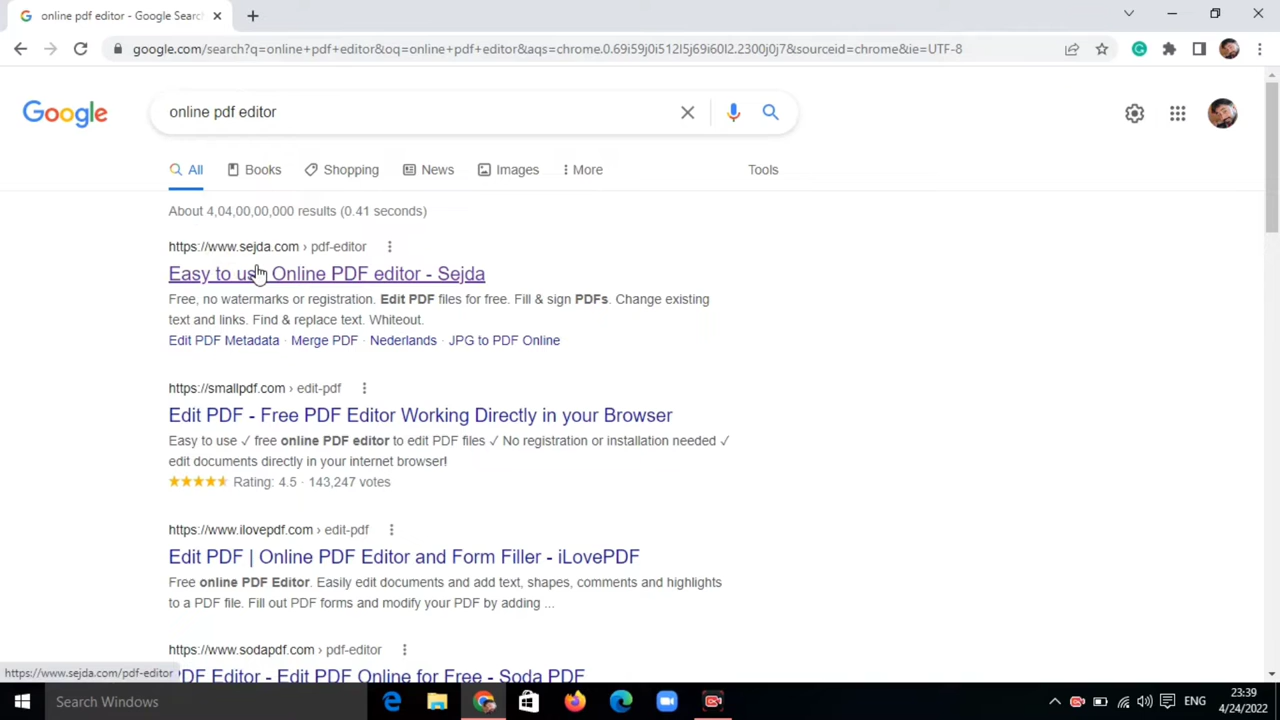 online pdf editor - Google Searc
google.com/search?q=online+pdf+editor&oq=online+pdf+editor&aqs=chrome.0.69i59j0i512l5j69i60l2.2300j0j7&sourceid=chrome&ie=UTF-8
Google
online pdf editor
All Books Shopping News Images More Tools
About 4,04,00,00,000 results (0.41 seconds)
https://www.sejda.com › pdf-editor
Easy to use Online PDF editor - Sejda
Free, no watermarks or registration. Edit PDF files for free. Fill & sign PDFs. Change existing
text and links. Find & replace text. Whiteout.
Edit PDF Metadata · Merge PDF · Nederlands · JPG to PDF Online
https://smallpdf.com › edit-pdf
Edit PDF - Free PDF Editor Working Directly in your Browser
Easy to use ✓ free online PDF editor to edit PDF files ✓ No registration or installation needed ✓
edit documents directly in your internet browser!
Rating: 4.5 · 143,247 votes
https://www.ilovepdf.com › edit-pdf
Edit PDF | Online PDF Editor and Form Filler - iLovePDF
Free online PDF Editor. Easily edit documents and add text, shapes, comments and highlights
to a PDF file. Fill out PDF forms and modify your PDF by adding ...
https://www.sodapdf.com › pdf-editor
PDF Editor - Edit PDF Online for Free - Soda PDF
https://www.sejda.com/pdf-editor
Search Windows
ENG
23:39
4/24/2022